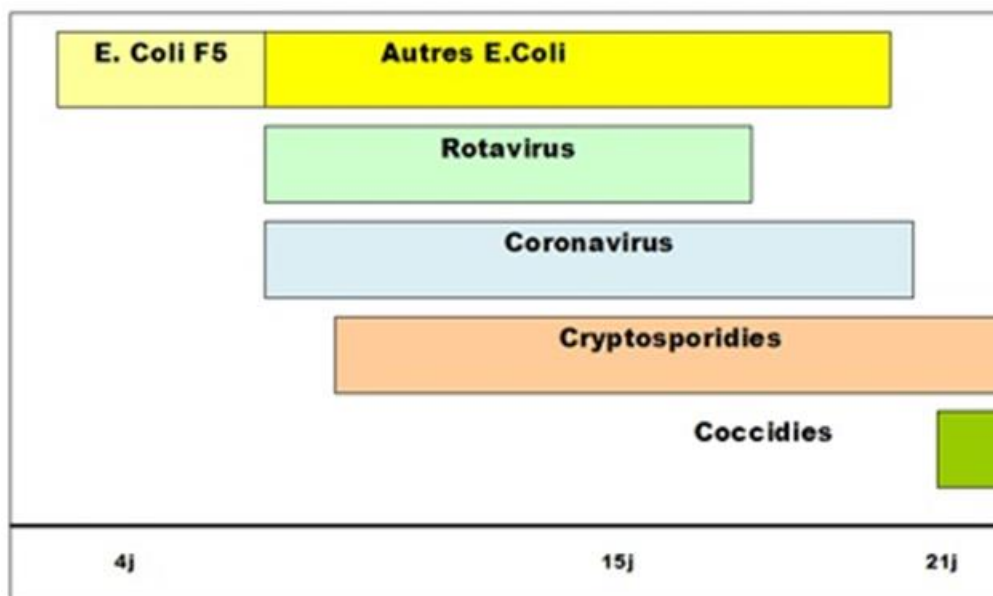 E. Coli F5 Autres E.Coli
Rotavirus
Coronavirus
Cryptosporidies
Coccidies
4j 15j 21j